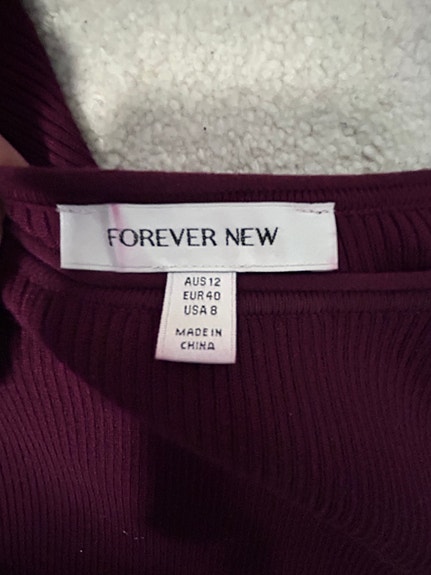 FOREVER NEW
AUS 12
EUR 40
USA 8
MADE IN
CHINA